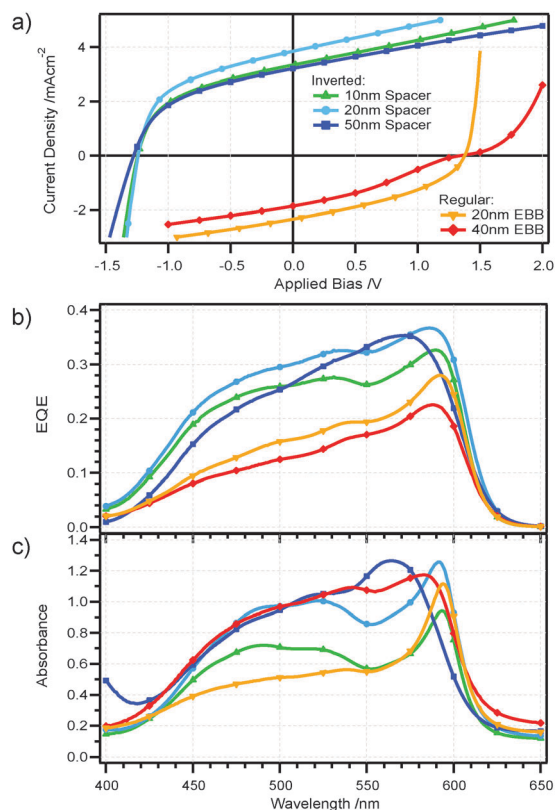 a)
Current Density /mAcm⁻²
4
2
0
-2
Inverted:
10nm Spacer
20nm Spacer
50nm Spacer
Regular:
20nm EBB
40nm EBB
-1.5 -1.0 -0.5 0.0 0.5 1.0 1.5 2.0
Applied Bias /V
b)
EQE
0.4
0.3
0.2
0.1
0.0
c)
Absorbance
1.4
1.2
1.0
0.8
0.6
0.4
0.2
0.0
400 450 500 550 600 650
Wavelength /nm